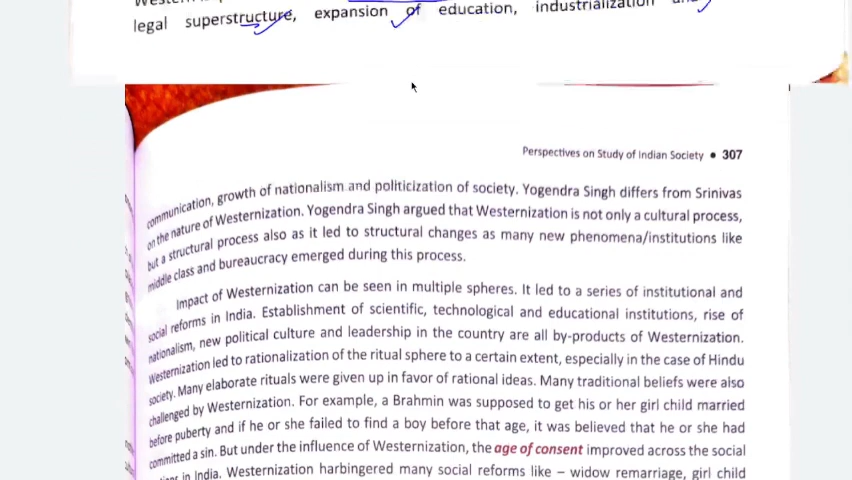 legal superstructure, expansion of education, industrialization and
Perspectives on Study of Indian Society • 307
communication, growth of nationalism and politicization of society. Yogendra Singh differs from Srinivas
on the nature of Westernization. Yogendra Singh argued that Westernization is not only a cultural process,
but a structural process also as it led to structural changes as many new phenomena/institutions like
middle class and bureaucracy emerged during this process.
Impact of Westernization can be seen in multiple spheres. It led to a series of institutional and
social reforms in India. Establishment of scientific, technological and educational institutions, rise of
nationalism, new political culture and leadership in the country are all by-products of Westernization.
Westernization led to rationalization of the ritual sphere to a certain extent, especially in the case of Hindu
society. Many elaborate rituals were given up in favor of rational ideas. Many traditional beliefs were also
challenged by Westernization. For example, a Brahmin was supposed to get his or her girl child married
before puberty and if he or she failed to find a boy before that age, it was believed that he or she had
committed a sin. But under the influence of Westernization, the age of consent improved across the social
in India. Westernization harbingered many social reforms like – widow remarriage, girl child